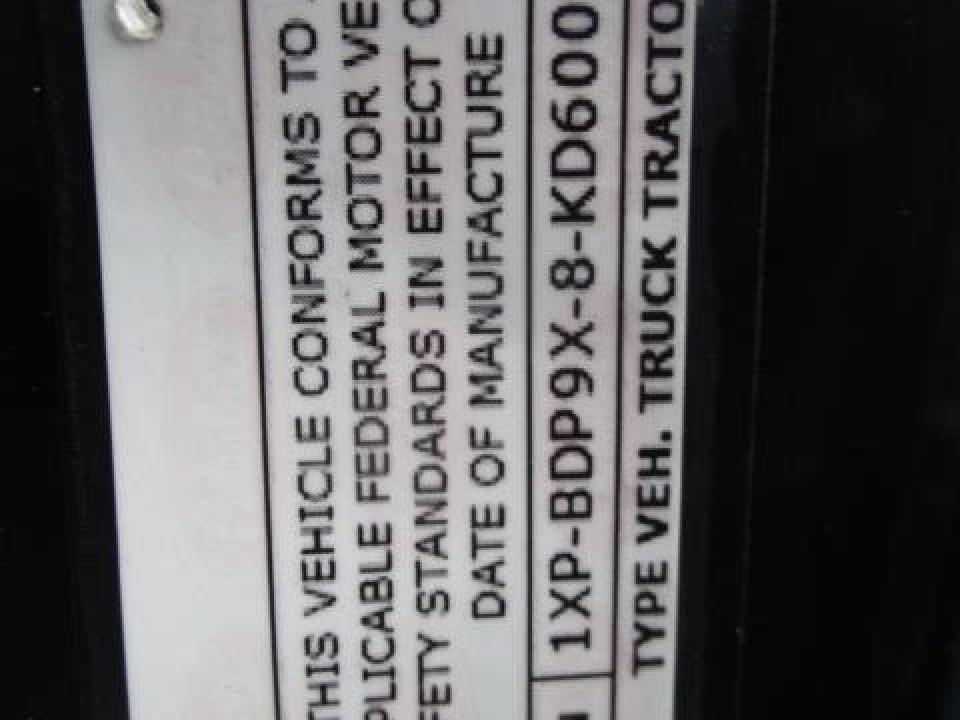 THIS VEHICLE CONFORMS TO
PLICABLE FEDERAL MOTOR VE
FETY STANDARDS IN EFFECT O
DATE OF MANUFACTURE
1XP-BDP9X-8-KD600
TYPE VEH. TRUCK TRACTO